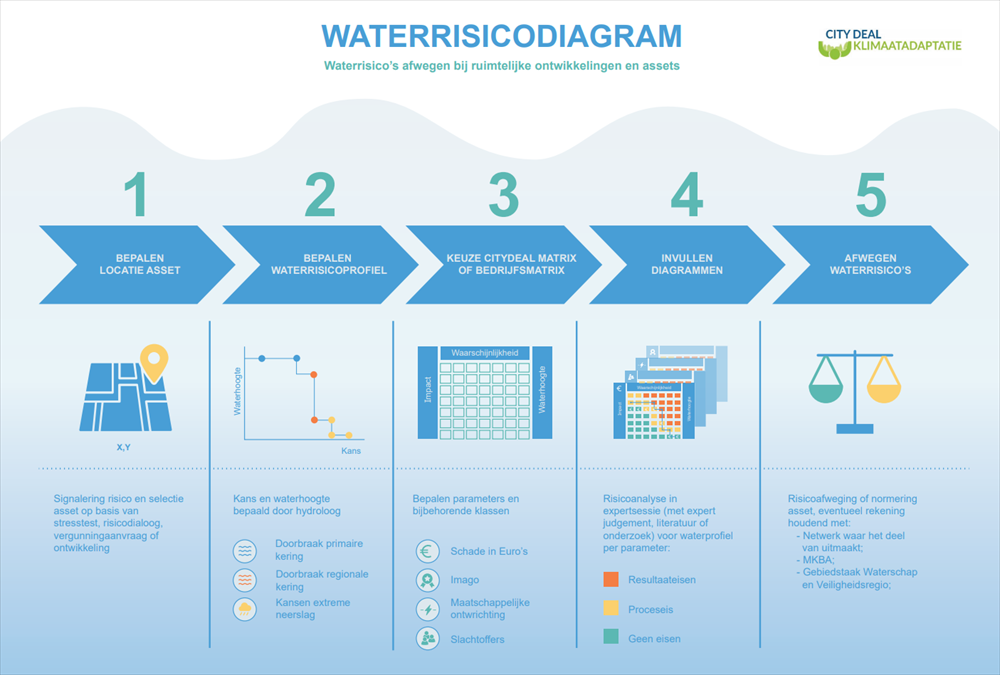 WATERRISICODIAGRAM
Waterrisico's afwegen bij ruimtelijke ontwikkelingen en assets
CITY DEAL
KLIMAATADAPTATIE
1
BEPALEN
LOCATIE ASSET
2
BEPALEN
WATERRISICOPROFIEL
3
KEUZE CITYDEAL MATRIX
OF BEDRIJFSMATRIX
4
INVULLEN
DIAGRAMMEN
5
AFWEGEN
WATERRISICO'S
X,Y
Waterhoogte
Kans
Waarschijnlijkheid
Impact
Waterhoogte
Waarschijnlijkheid
Impact
Waterhoogte
Signalering risico en selectie
asset op basis van
stresstest, risicodialoog,
vergunningaanvraag of
ontwikkeling
Kans en waterhoogte
bepaald door hydroloog
Doorbraak primaire
kering
Doorbraak regionale
kering
Kansen extreme
neerslag
Bepalen parameters en
bijbehorende klassen
Schade in Euro's
Imago
Maatschappelijke
ontwrichting
Slachtoffers
Risicoanalyse in
expertsessie (met expert
judgement, literatuur of
onderzoek) voor waterprofiel
per parameter:
Resultaateisen
Proceseis
Geen eisen
Risicoafweging of normering
asset, eventueel rekening
houdend met:
- Netwerk waar het deel
van uitmaakt;
- MKBA;
- Gebiedstaak Waterschap
en Veiligheidsregio;